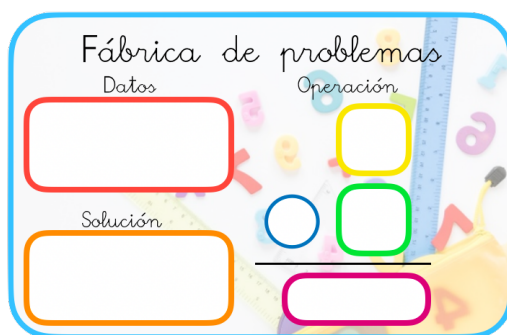 Fábrica de problemas
Datos
Operación
Solución